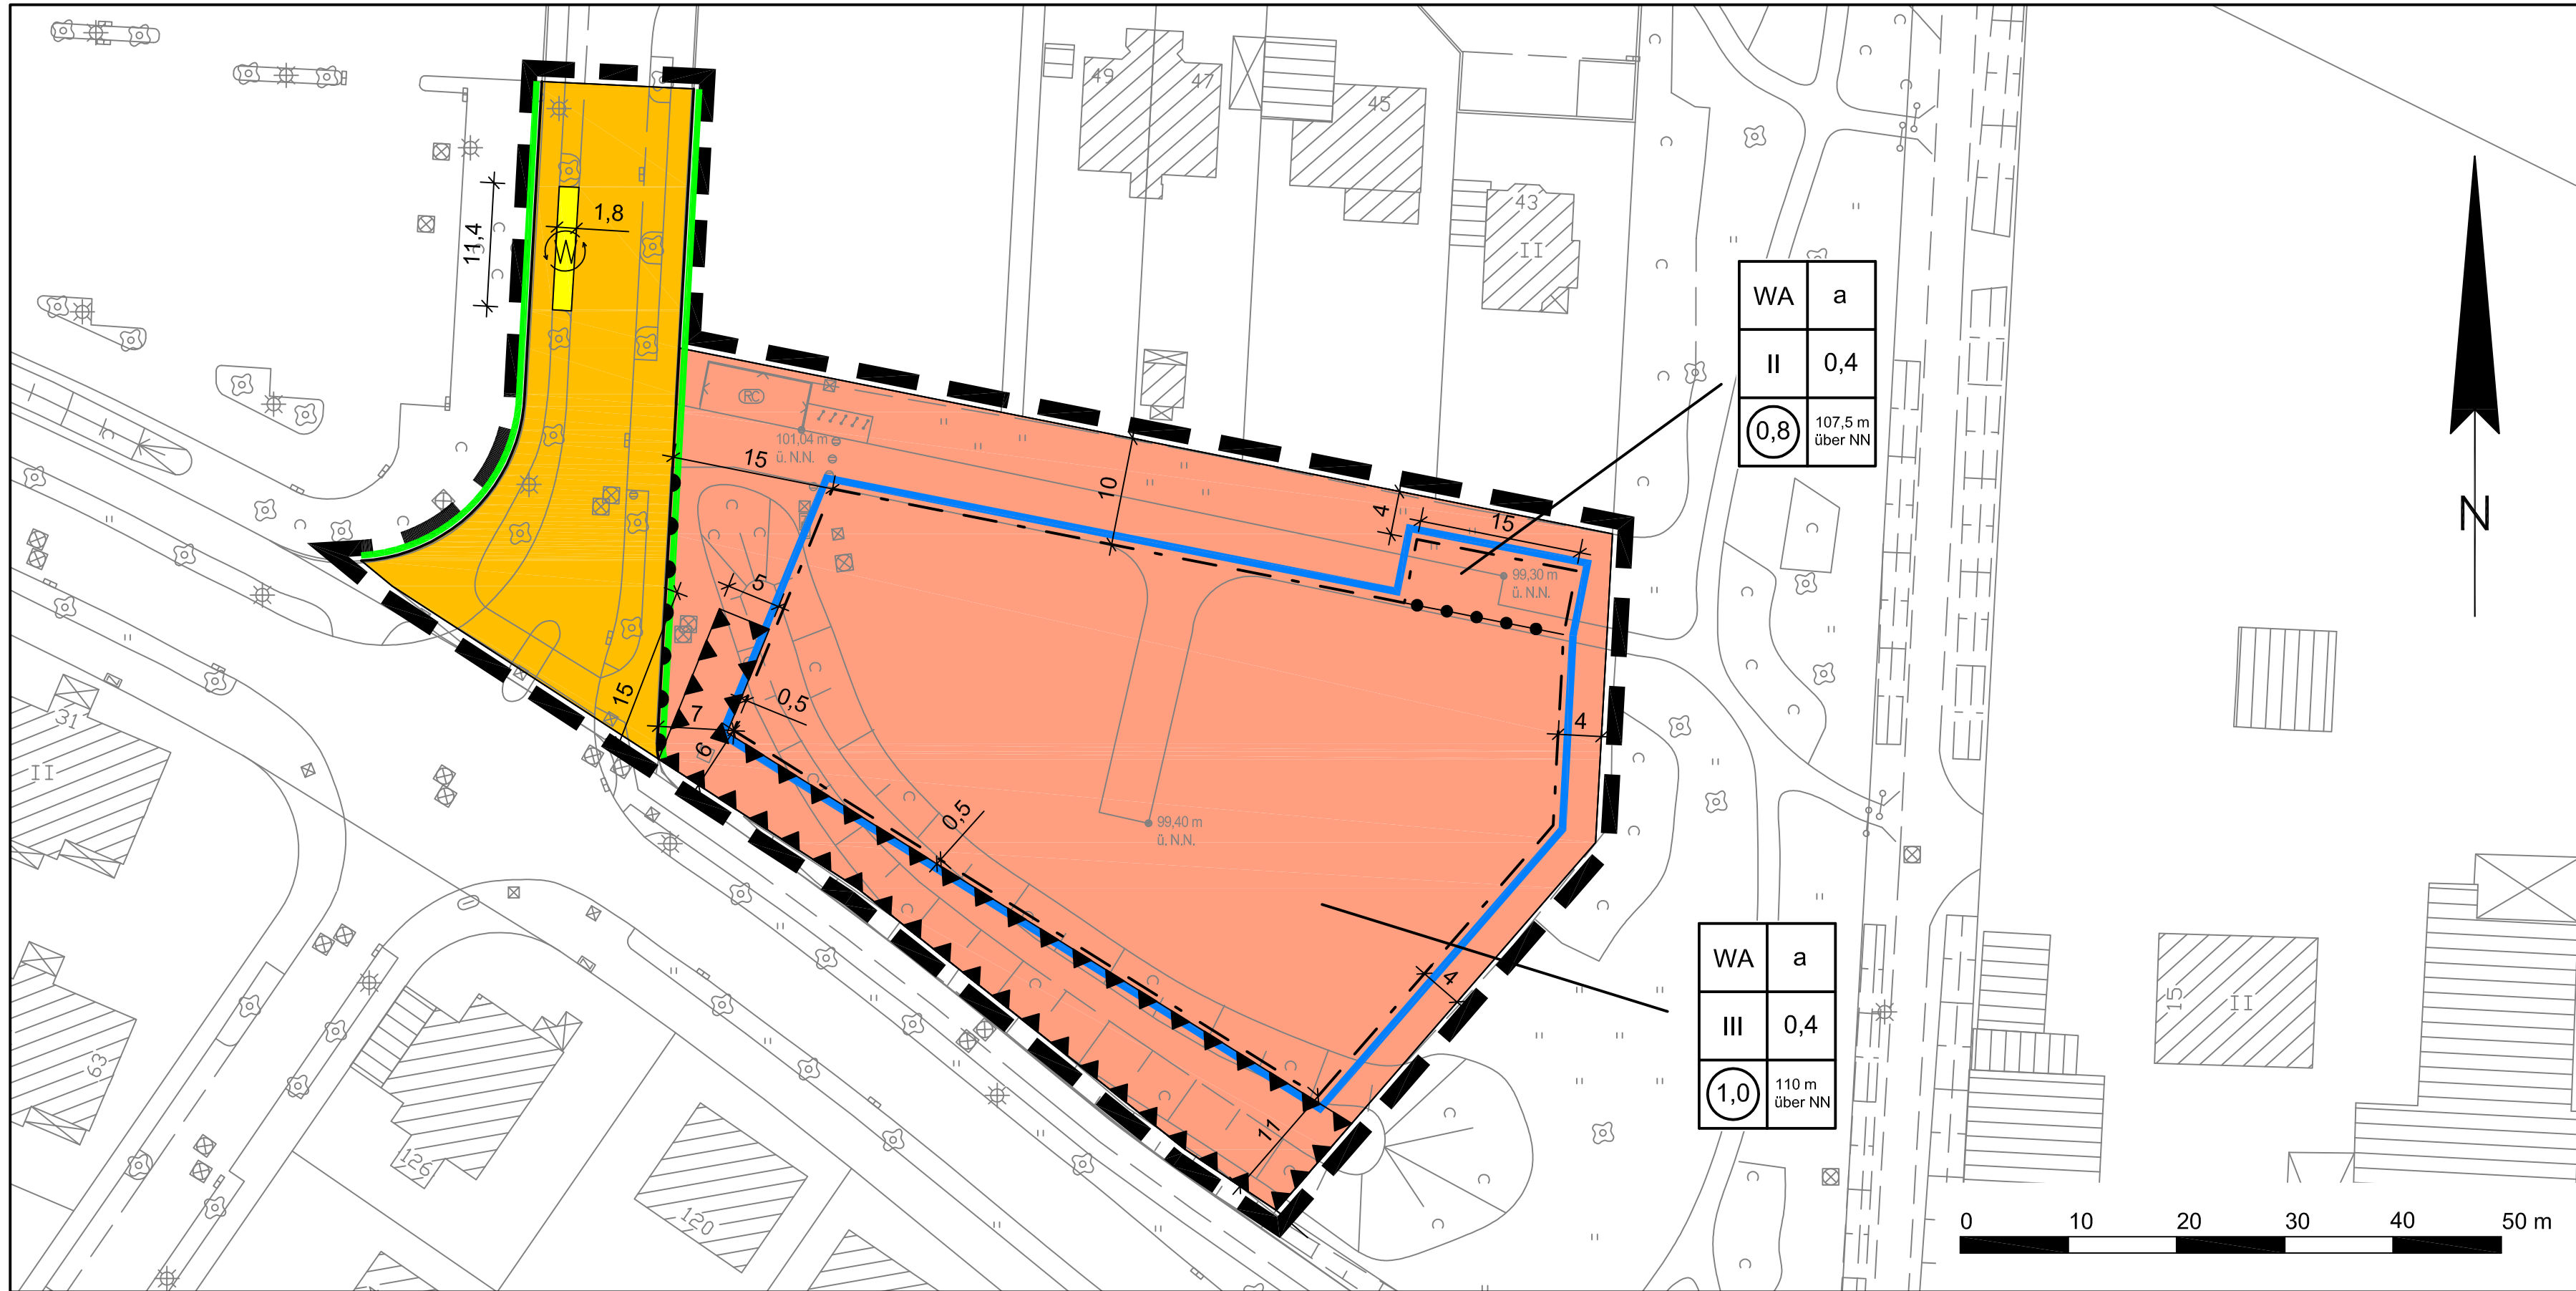 49
47
45
43
II
1,8
11,4
W
WA a
II 0,4
0,8 107,5 m
über NN
RC
101,04 m
ü. N.N.
15
10
4
15
99,30 m
ü. N.N.
N
5
0,5
15
7
6
4
31
II
0,5
99,40 m
ü. N.N.
4
WA a
III 0,4
1,0 110 m
über NN
15
II
63
126
120
11
0 10 20 30 40 50 m